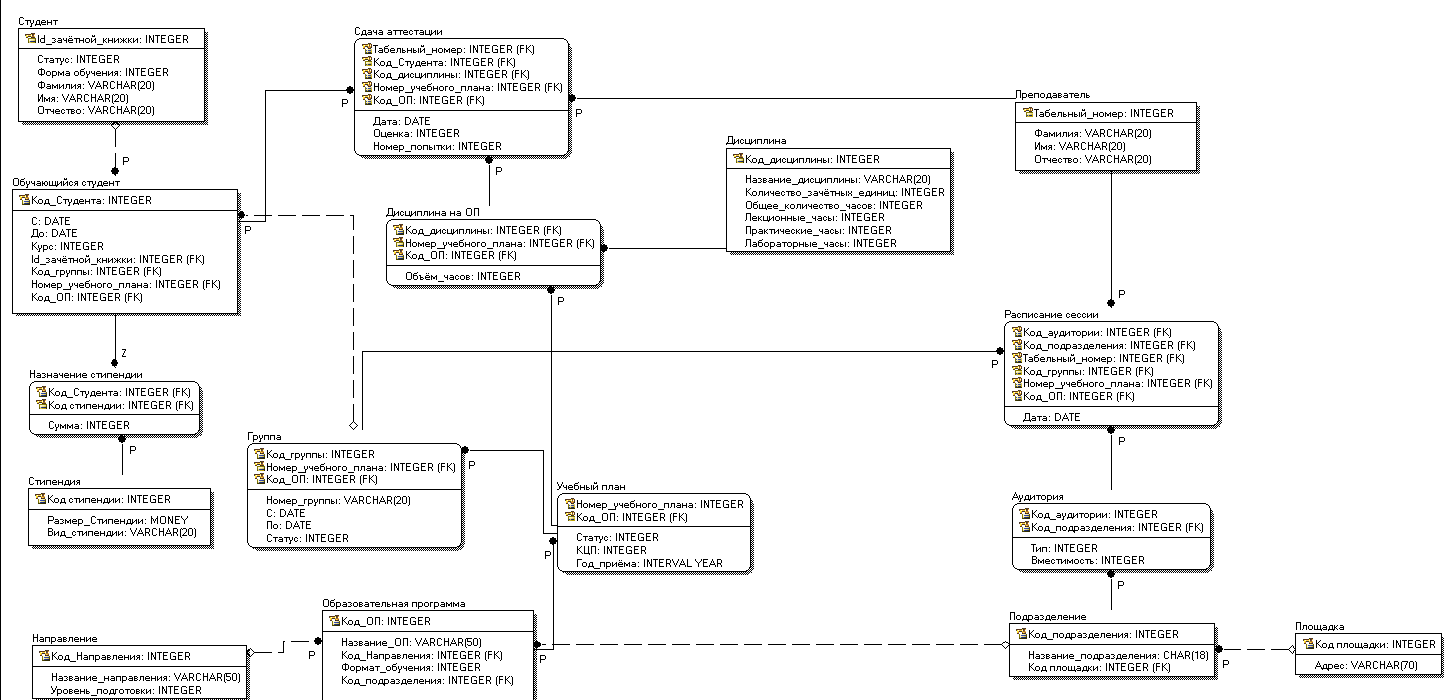 Студент
Id_зачётной_книжки: INTEGER
Статус: INTEGER
Форма обучения: INTEGER
Фамилия: VARCHAR(20)
Имя: VARCHAR(20)
Отчество: VARCHAR(20)
P
Обучающийся студент
Код_Студента: INTEGER
С: DATE
До: DATE
Курс: INTEGER
Id_зачётной_книжки: INTEGER (FK)
Код_группы: INTEGER (FK)
Номер_учебного_плана: INTEGER (FK)
Код_ОП: INTEGER (FK)
P
Z
Назначение стипендии
Код_Студента: INTEGER (FK)
Код стипендии: INTEGER (FK)
Сумма: INTEGER
P
Стипендия
Код стипендии: INTEGER
Размер_Стипендии: MONEY
Вид_стипендии: VARCHAR(20)
Сдача аттестации
Табельный_номер: INTEGER (FK)
Код_Студента: INTEGER (FK)
Код_дисциплины: INTEGER (FK)
Номер_учебного_плана: INTEGER (FK)
Код_ОП: INTEGER (FK)
Дата: DATE
Оценка: INTEGER
Номер_попытки: INTEGER
P
P
P
Дисциплина на ОП
Код_дисциплины: INTEGER (FK)
Номер_учебного_плана: INTEGER (FK)
Код_ОП: INTEGER (FK)
Объём_часов: INTEGER
P
Дисциплина
Код_дисциплины: INTEGER
Название_дисциплины: VARCHAR(20)
Количество_зачётных_единиц: INTEGER
Общее_количество_часов: INTEGER
Лекционные_часы: INTEGER
Практические_часы: INTEGER
Лабораторные_часы: INTEGER
Преподаватель
Табельный_номер: INTEGER
Фамилия: VARCHAR(20)
Имя: VARCHAR(20)
Отчество: VARCHAR(20)
P
Расписание сессии
Код_аудитории: INTEGER (FK)
Код_подразделения: INTEGER (FK)
Табельный_номер: INTEGER (FK)
Код_группы: INTEGER (FK)
Номер_учебного_плана: INTEGER (FK)
Код_ОП: INTEGER (FK)
Дата: DATE
P
P
Группа
Код_группы: INTEGER
Номер_учебного_плана: INTEGER (FK)
Код_ОП: INTEGER (FK)
Номер_группы: VARCHAR(20)
С: DATE
По: DATE
Статус: INTEGER
P
Учебный план
Номер_учебного_плана: INTEGER
Код_ОП: INTEGER (FK)
Статус: INTEGER
КЦП: INTEGER
Год_приёма: INTERVAL YEAR
P
Аудитория
Код_аудитории: INTEGER
Код_подразделения: INTEGER (FK)
Тип: INTEGER
Вместимость: INTEGER
P
Направление
Код_Направления: INTEGER
Название_направления: VARCHAR(50)
Уровень_подготовки: INTEGER
P
Образовательная программа
Код_ОП: INTEGER
Название_ОП: VARCHAR(50)
Код_Направления: INTEGER (FK)
Формат_обучения: INTEGER
Код_подразделения: INTEGER (FK)
P
Подразделение
Код_подразделения: INTEGER
Название_подразделения: CHAR(18)
Код площадки: INTEGER (FK)
P
Площадка
Код площадки: INTEGER
Адрес: VARCHAR(70)